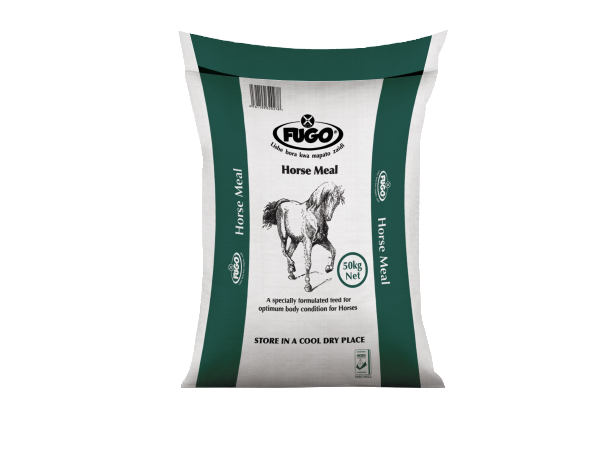 FUGO
Lishe bora kwa mapato zaidi
Horse Meal
Horse Meal
FUGO
FUGO
Horse Meal
50kg
Net
A specially formulated feed for
optimum body condition for Horses
STORE IN A COOL DRY PLACE